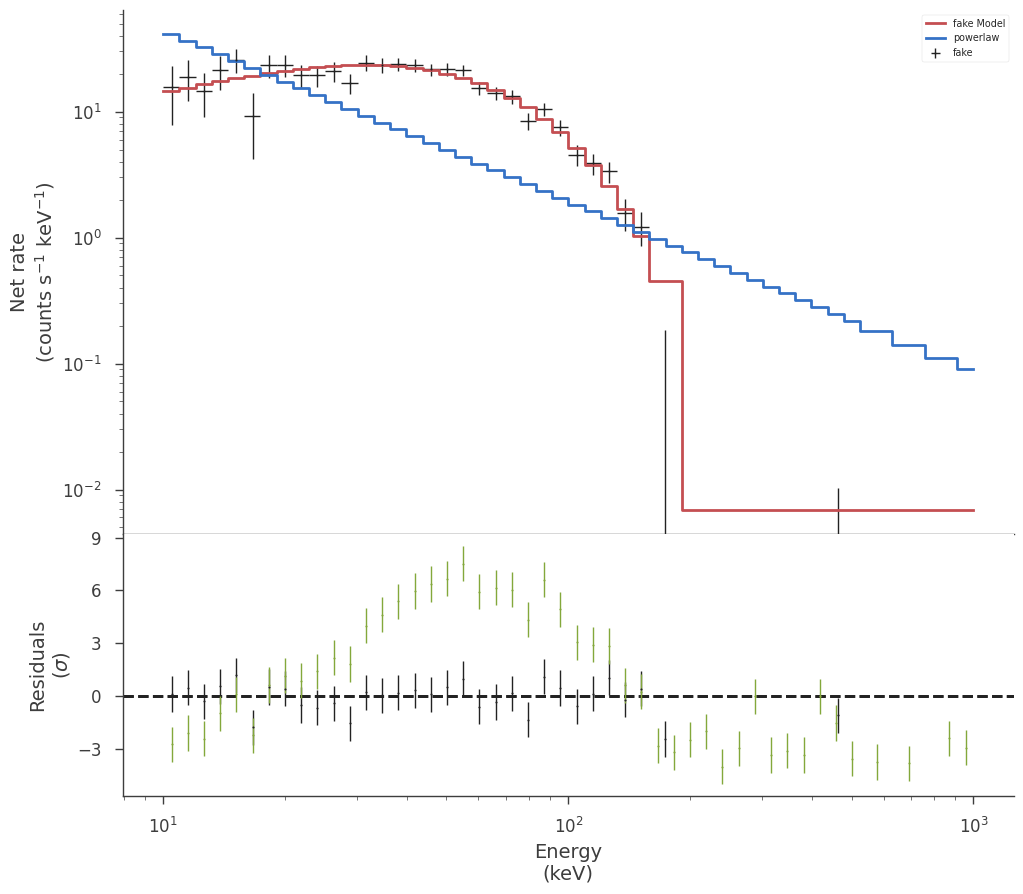 fake Model
powerlaw
fake
10¹
10⁰
10⁻¹
10⁻²
Net rate
(counts s⁻¹ keV⁻¹)
9
6
3
0
−3
Residuals
(σ)
10¹
10²
10³
Energy
(keV)